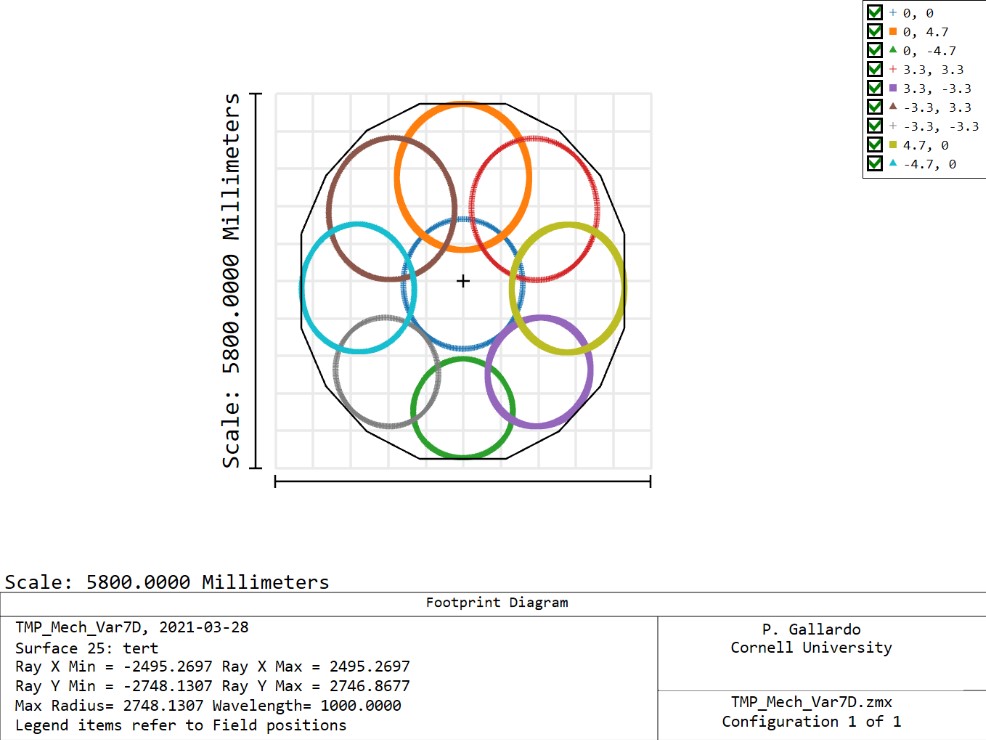 0, 0
0, 4.7
0, -4.7
3.3, 3.3
3.3, -3.3
-3.3, 3.3
-3.3, -3.3
4.7, 0
-4.7, 0
Scale: 5800.0000 Millimeters
Scale: 5800.0000 Millimeters
Footprint Diagram
TMP_Mech_Var7D, 2021-03-28
Surface 25: tert
Ray X Min = -2495.2697 Ray X Max = 2495.2697
Ray Y Min = -2748.1307 Ray Y Max = 2746.8677
Max Radius= 2748.1307 Wavelength= 1000.0000
Legend items refer to Field positions
P. Gallardo
Cornell University
TMP_Mech_Var7D.zmx
Configuration 1 of 1